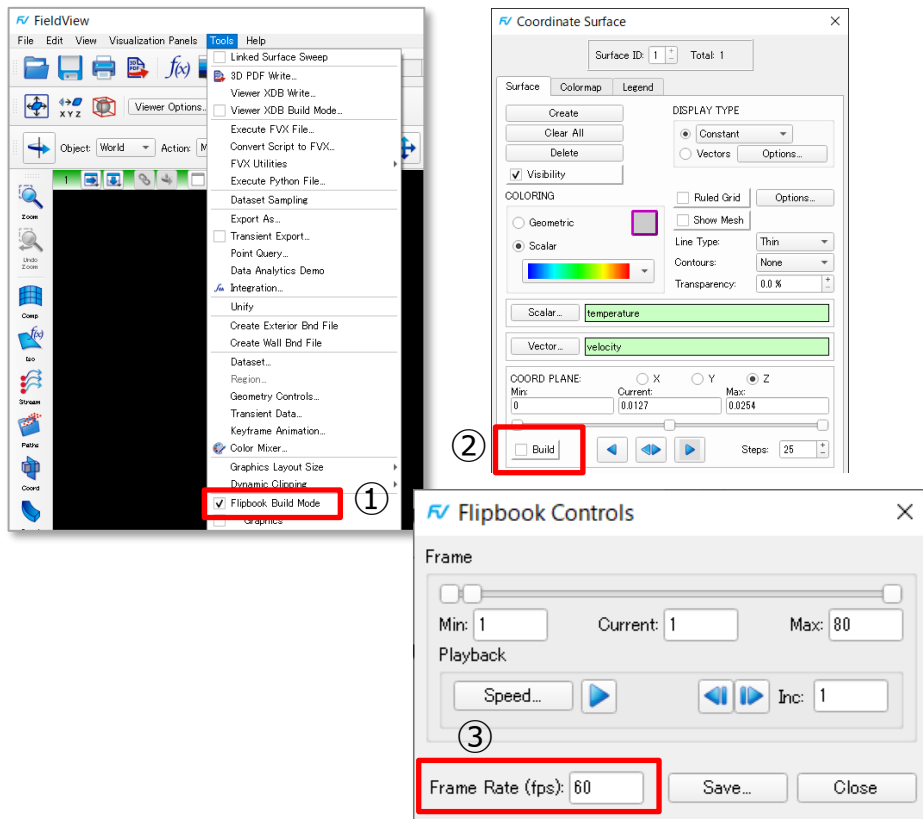 FieldView
File Edit View Visualization Panels Tools Help
Linked Surface Sweep
3D PDF Write...
Viewer XDB Write...
Viewer XDB Build Mode...
Execute FVX File...
Convert Script to FVX...
FVX Utilities
Execute Python File...
Dataset Sampling
Export As...
Transient Export...
Point Query...
Data Analytics Demo
Integration...
Unify
Create Exterior Bnd File
Create Wall Bnd File
Dataset...
Region...
Geometry Controls...
Transient Data...
Keyframe Animation...
Color Mixer...
Graphics Layout Size
Dynamic Clipping
Flipbook Build Mode
Graphics
①
f(x)
X Y Z
Viewer Options..
Object: World Action: M
1
Zoom
Undo
Zoom
Comp
f(x)
Iso
Stream
Paths
Coord
Coordinate Surface
Surface ID: 1 Total: 1
Surface Colormap Legend
Create
Clear All
Delete
Visibility
DISPLAY TYPE
Constant
Vectors Options...
COLORING
Geometric
Scalar
Ruled Grid Options...
Show Mesh
Line Type: Thin
Contours: None
Transparency: 0.0 %
Scalar... temperature
Vector... velocity
COORD PLANE: X Y Z
Min: Current: Max:
0 0.0127 0.0254
②
Build Steps: 25
Flipbook Controls
Frame
Min: 1 Current: 1 Max: 80
Playback
Speed... Inc: 1
③
Frame Rate (fps): 60 Save... Close